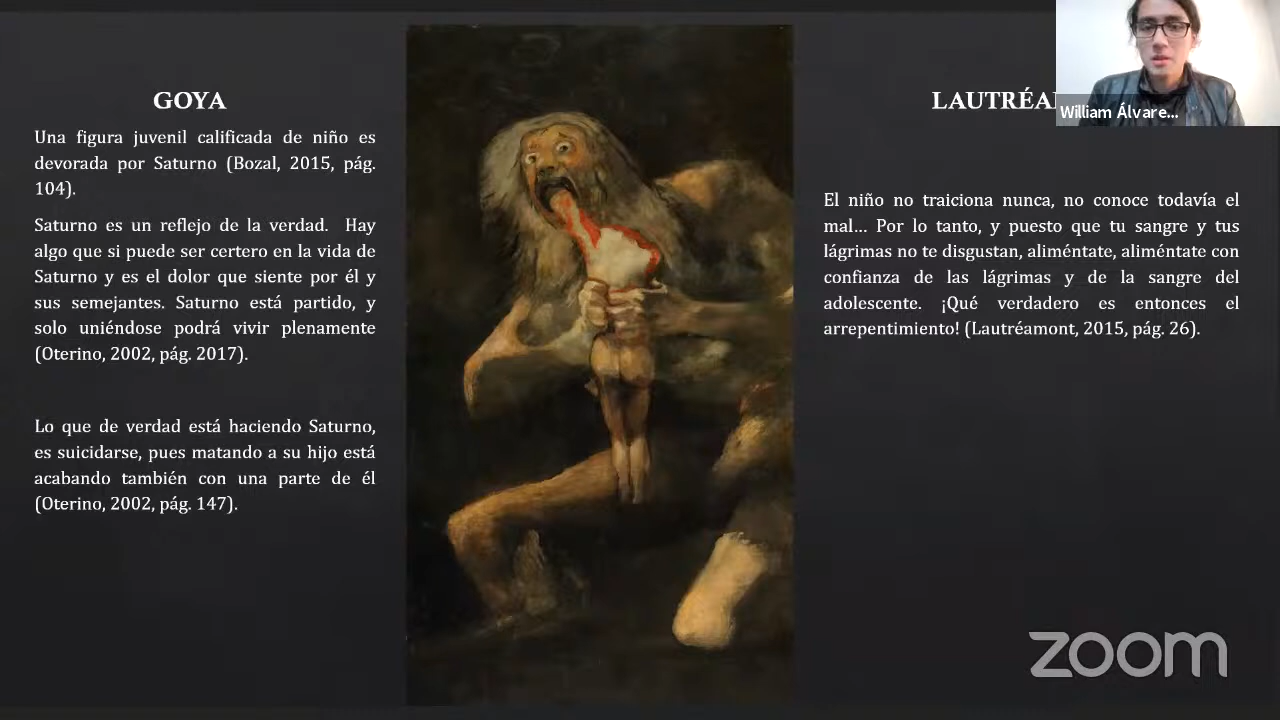 GOYA
Una figura juvenil calificada de niño es
devorada por Saturno (Bozal, 2015, pág.
104).
Saturno es un reflejo de la verdad. Hay
algo que si puede ser certero en la vida de
Saturno y es el dolor que siente por él y
sus semejantes. Saturno está partido, y
solo uniéndose podrá vivir plenamente
(Oterino, 2002, pág. 2017).
Lo que de verdad está haciendo Saturno,
es suicidarse, pues matando a su hijo está
acabando también con una parte de él
(Oterino, 2002, pág. 147).
LAUTRÉA
William Álvare...
El niño no traiciona nunca, no conoce todavía el
mal... Por lo tanto, y puesto que tu sangre y tus
lágrimas no te disgustan, aliméntate, aliméntate con
confianza de las lágrimas y de la sangre del
adolescente. ¡Qué verdadero es entonces el
arrepentimiento! (Lautréamont, 2015, pág. 26).
zoom